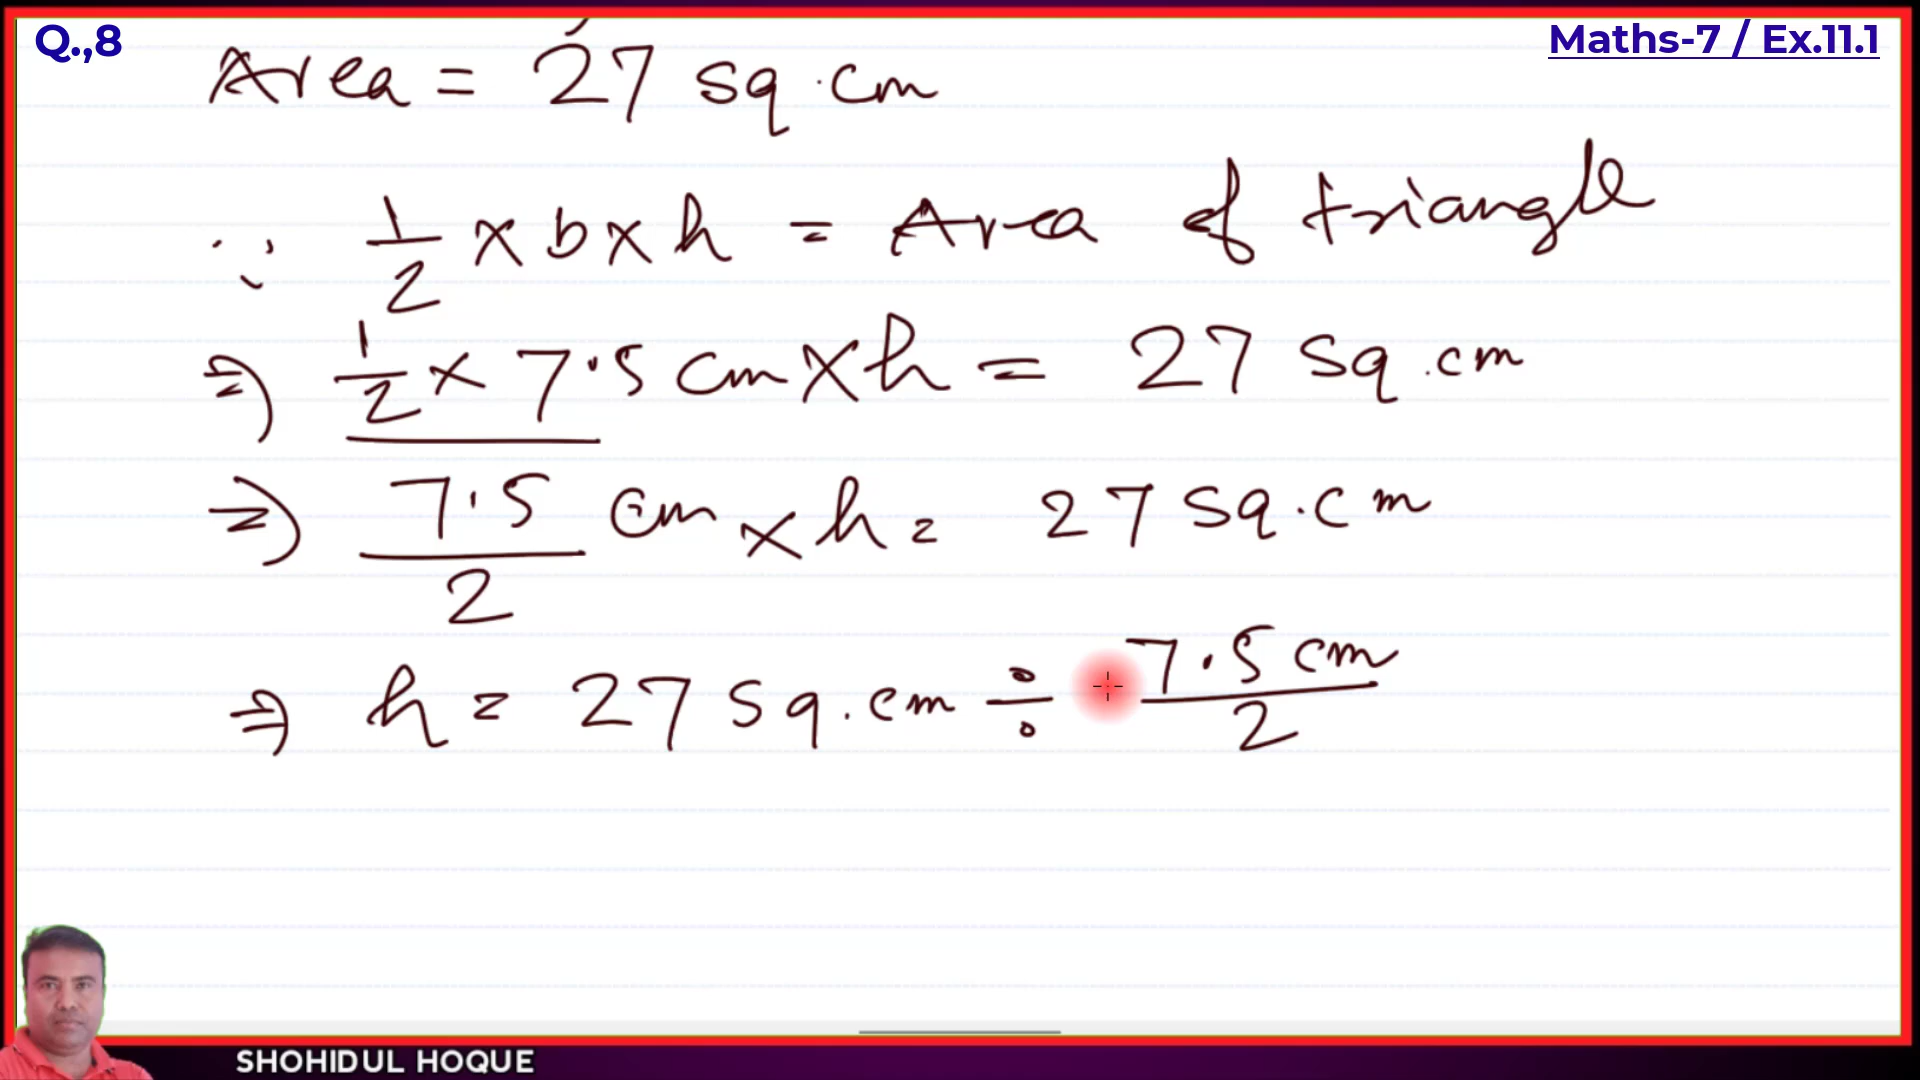 Q.,8
Maths-7 / Ex.11.1
Area = 27 sq.cm
∵ 1/2 × b × h = Area of triangle
⇒ 1/2 × 7.5 cm × h = 27 sq.cm
⇒ 7.5/2 cm × h = 27 sq.cm
⇒ h = 27 sq.cm ÷ 7.5 cm/2
SHOHIDUL HOQUE